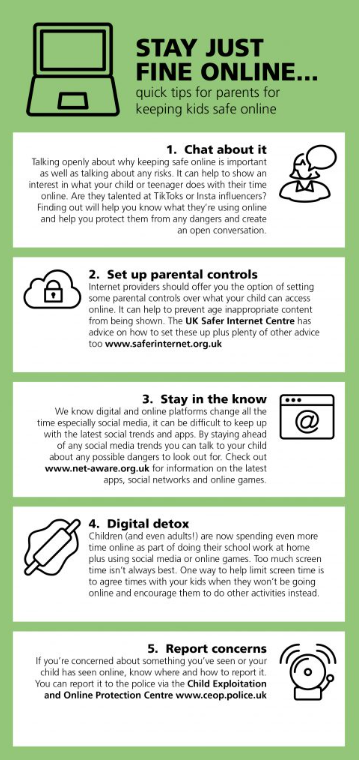 STAY JUST
FINE ONLINE...
quick tips for parents for
keeping kids safe online
1. Chat about it
Talking openly about why keeping safe online is important
as well as talking about any risks. It can help to show an
interest in what your child or teenager does with their time
online. Are they talented at TikToks or Insta influencers?
Finding out will help you know what they're using online
and help you protect them from any dangers and create
an open conversation.
2. Set up parental controls
Internet providers should offer you the option of setting
some parental controls over what your child can access
online. It can help to prevent age inappropriate content
from being shown. The UK Safer Internet Centre has
advice on how to set these up plus plenty of other advice
too www.saferinternet.org.uk
3. Stay in the know
We know digital and online platforms change all the
time especially social media, it can be difficult to keep up
with the latest social trends and apps. By staying ahead
of any social media trends you can talk to your child
about any possible dangers to look out for. Check out
www.net-aware.org.uk for information on the latest
apps, social networks and online games.
@
4. Digital detox
Children (and even adults!) are now spending even more
time online as part of doing their school work at home
plus using social media or online games. Too much screen
time isn't always best. One way to help limit screen time is
to agree times with your kids when they won't be going
online and encourage them to do other activities instead.
5. Report concerns
If you're concerned about something you've seen or your
child has seen online, know where and how to report it.
You can report it to the police via the Child Exploitation
and Online Protection Centre www.ceop.police.uk